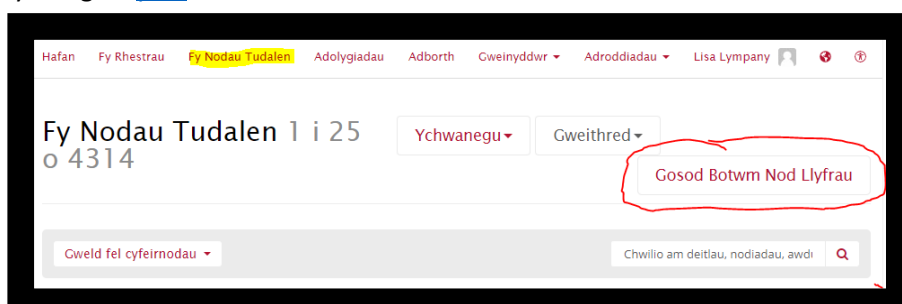 Hafan Fy Rhestrau Fy Nodau Tudalen Adolygiadau Adborth Gweinyddwr Adroddiadau Lisa Lympany
Fy Nodau Tudalen 1 i 25
o 4314
Ychwanegu
Gweithred
Gosod Botwm Nod Llyfrau
Gweld fel cyfeirnodau
Chwilio am deitlau, nodiadau,